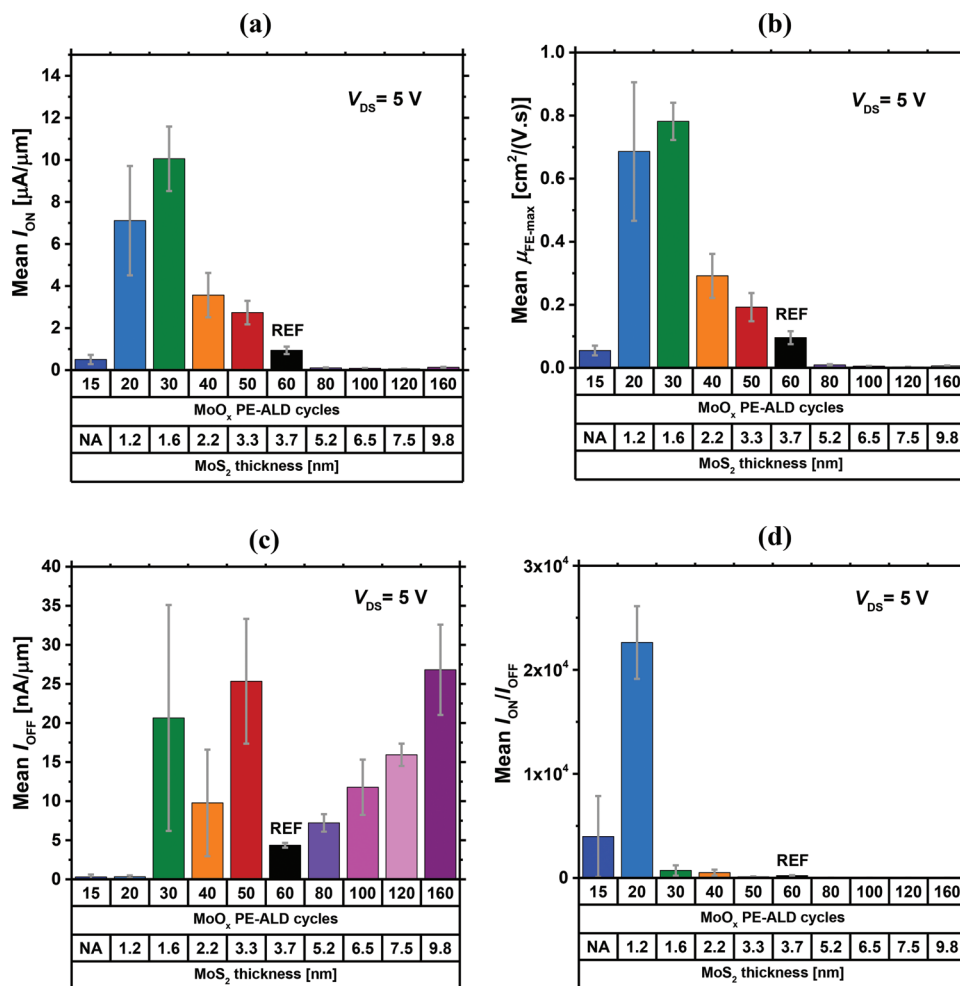 (a)
Mean I_ON [µA/µm]
14
12
10
8
6
4
2
0
V_DS = 5 V
REF
15 20 30 40 50 60 80 100 120 160
MoO_x PE-ALD cycles
NA 1.2 1.6 2.2 3.3 3.7 5.2 6.5 7.5 9.8
MoS_2 thickness [nm]
(b)
Mean µ_FE-max [cm^2/(V.s)]
1.0
0.8
0.6
0.4
0.2
0.0
V_DS = 5 V
REF
15 20 30 40 50 60 80 100 120 160
MoO_x PE-ALD cycles
NA 1.2 1.6 2.2 3.3 3.7 5.2 6.5 7.5 9.8
MoS_2 thickness [nm]
(c)
Mean I_OFF [nA/µm]
40
35
30
25
20
15
10
5
0
V_DS = 5 V
REF
15 20 30 40 50 60 80 100 120 160
MoO_x PE-ALD cycles
NA 1.2 1.6 2.2 3.3 3.7 5.2 6.5 7.5 9.8
MoS_2 thickness [nm]
(d)
Mean I_ON/I_OFF
3x10^4
2x10^4
1x10^4
0
V_DS = 5 V
REF
15 20 30 40 50 60 80 100 120 160
MoO_x PE-ALD cycles
NA 1.2 1.6 2.2 3.3 3.7 5.2 6.5 7.5 9.8
MoS_2 thickness [nm]